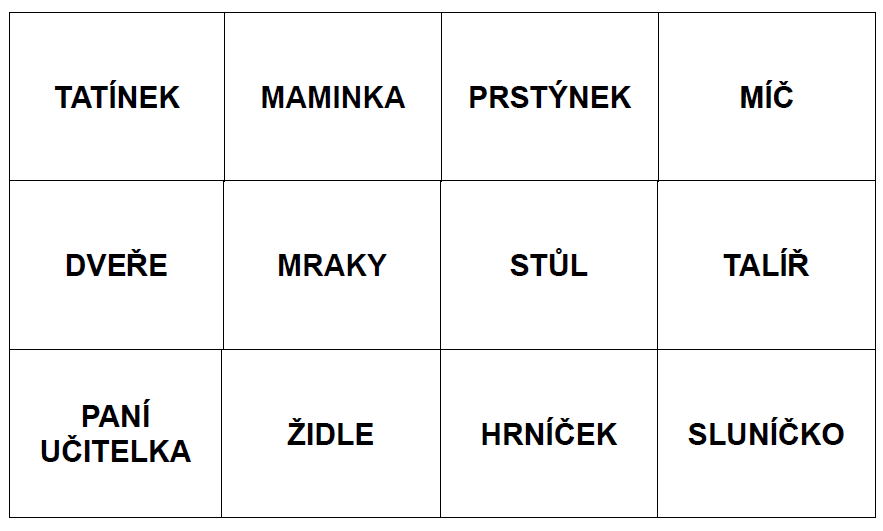 TATÍNEK MAMINKA PRSTÝNEK MÍČ
DVEŘE MRAKY STŮL TALÍŘ
PANÍ
UČITELKA ŽIDLE HRNÍČEK SLUNÍČKO